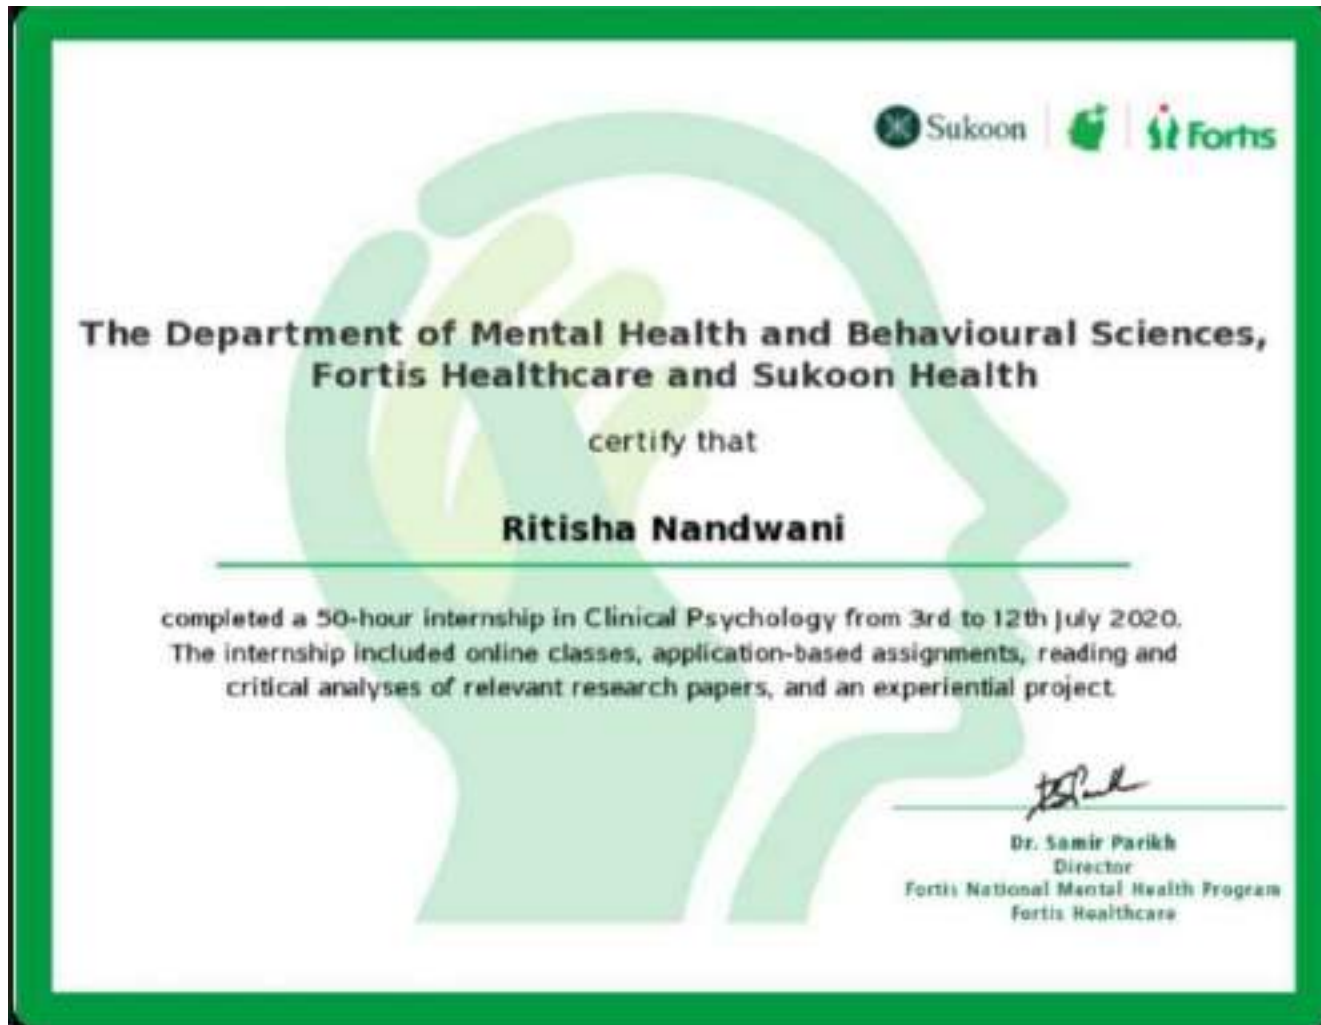 Sukoon
Fortis
The Department of Mental Health and Behavioural Sciences,
Fortis Healthcare and Sukoon Health
certify that
Ritisha Nandwani
completed a 50-hour internship in Clinical Psychology from 3rd to 12th July 2020.
The internship included online classes, application-based assignments, reading and
critical analyses of relevant research papers, and an experiential project.
Dr. Samir Parikh
Director
Fortis National Mental Health Program
Fortis Healthcare